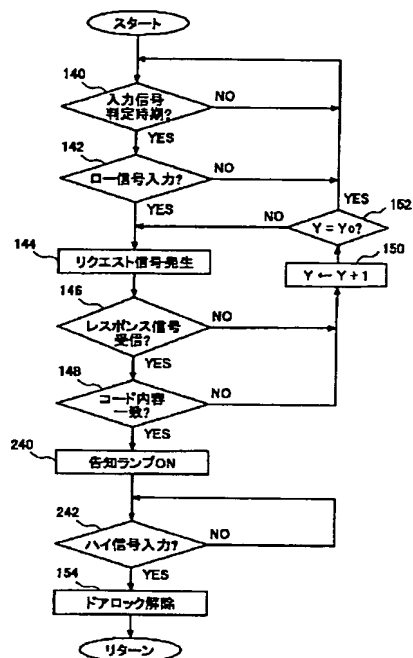 スタート
140
入力信号
判定時期?
NO
YES
142
ロー信号入力?
NO
YES
YES
152
NO
Y=Yo?
144
リクエスト信号発生
150
Y ← Y+1
146
レスポンス信号
受信?
NO
YES
148
コード内容
一致?
NO
YES
240
告知ランプON
242
ハイ信号入力?
NO
YES
154
ドアロック解除
リターン